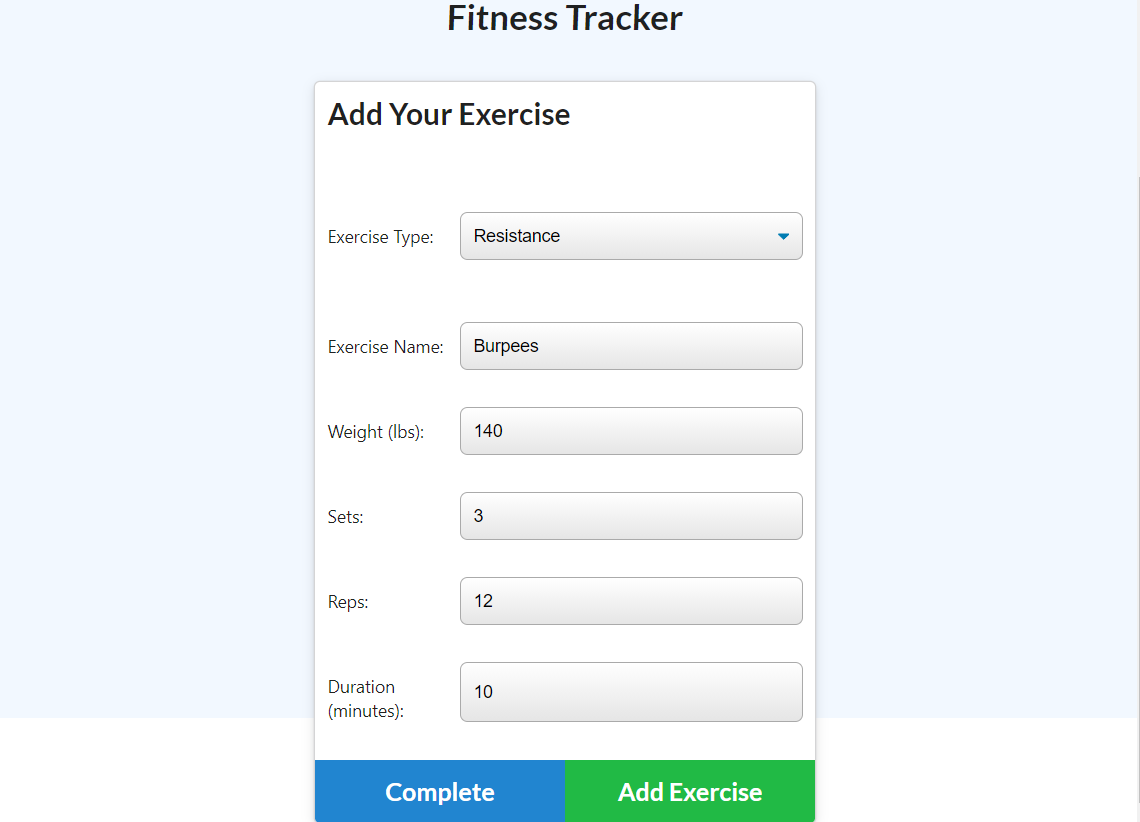 Fitness Tracker
Add Your Exercise
Exercise Type: Resistance
Exercise Name: Burpees
Weight (lbs): 140
Sets: 3
Reps: 12
Duration
(minutes): 10
Complete Add Exercise